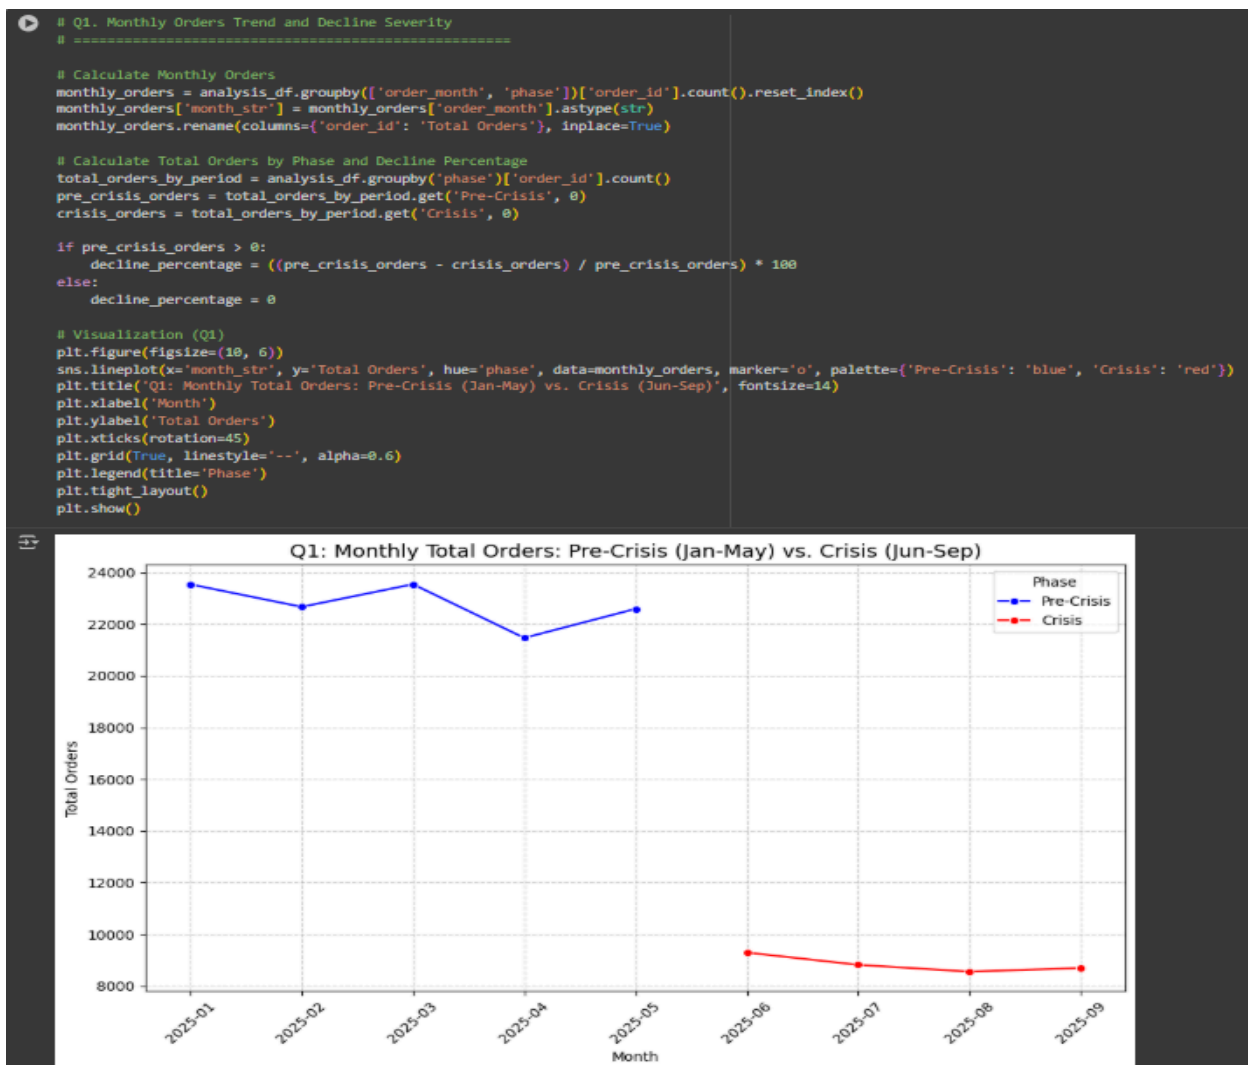 # Q1. Monthly Orders Trend and Decline Severity
# ====================================================
# Calculate Monthly Orders
monthly_orders = analysis_df.groupby(['order_month', 'phase'])['order_id'].count().reset_index()
monthly_orders['month_str'] = monthly_orders['order_month'].astype(str)
monthly_orders.rename(columns={'order_id': 'Total Orders'}, inplace=True)
# Calculate Total Orders by Phase and Decline Percentage
total_orders_by_period = analysis_df.groupby('phase')['order_id'].count()
pre_crisis_orders = total_orders_by_period.get('Pre-Crisis', 0)
crisis_orders = total_orders_by_period.get('Crisis', 0)
if pre_crisis_orders > 0:
    decline_percentage = ((pre_crisis_orders - crisis_orders) / pre_crisis_orders) * 100
else:
    decline_percentage = 0
# Visualization (Q1)
plt.figure(figsize=(10, 6))
sns.lineplot(x='month_str', y='Total Orders', hue='phase', data=monthly_orders, marker='o', palette={'Pre-Crisis': 'blue', 'Crisis': 'red'})
plt.title('Q1: Monthly Total Orders: Pre-Crisis (Jan-May) vs. Crisis (Jun-Sep)', fontsize=14)
plt.xlabel('Month')
plt.ylabel('Total Orders')
plt.xticks(rotation=45)
plt.grid(True, linestyle='--', alpha=0.6)
plt.legend(title='Phase')
plt.tight_layout()
plt.show()
Q1: Monthly Total Orders: Pre-Crisis (Jan-May) vs. Crisis (Jun-Sep)
Phase
Pre-Crisis
Crisis
24000
22000
20000
18000
16000
14000
12000
10000
8000
Total Orders
2025-01
2025-02
2025-03
2025-04
2025-05
2025-06
2025-07
2025-08
2025-09
Month